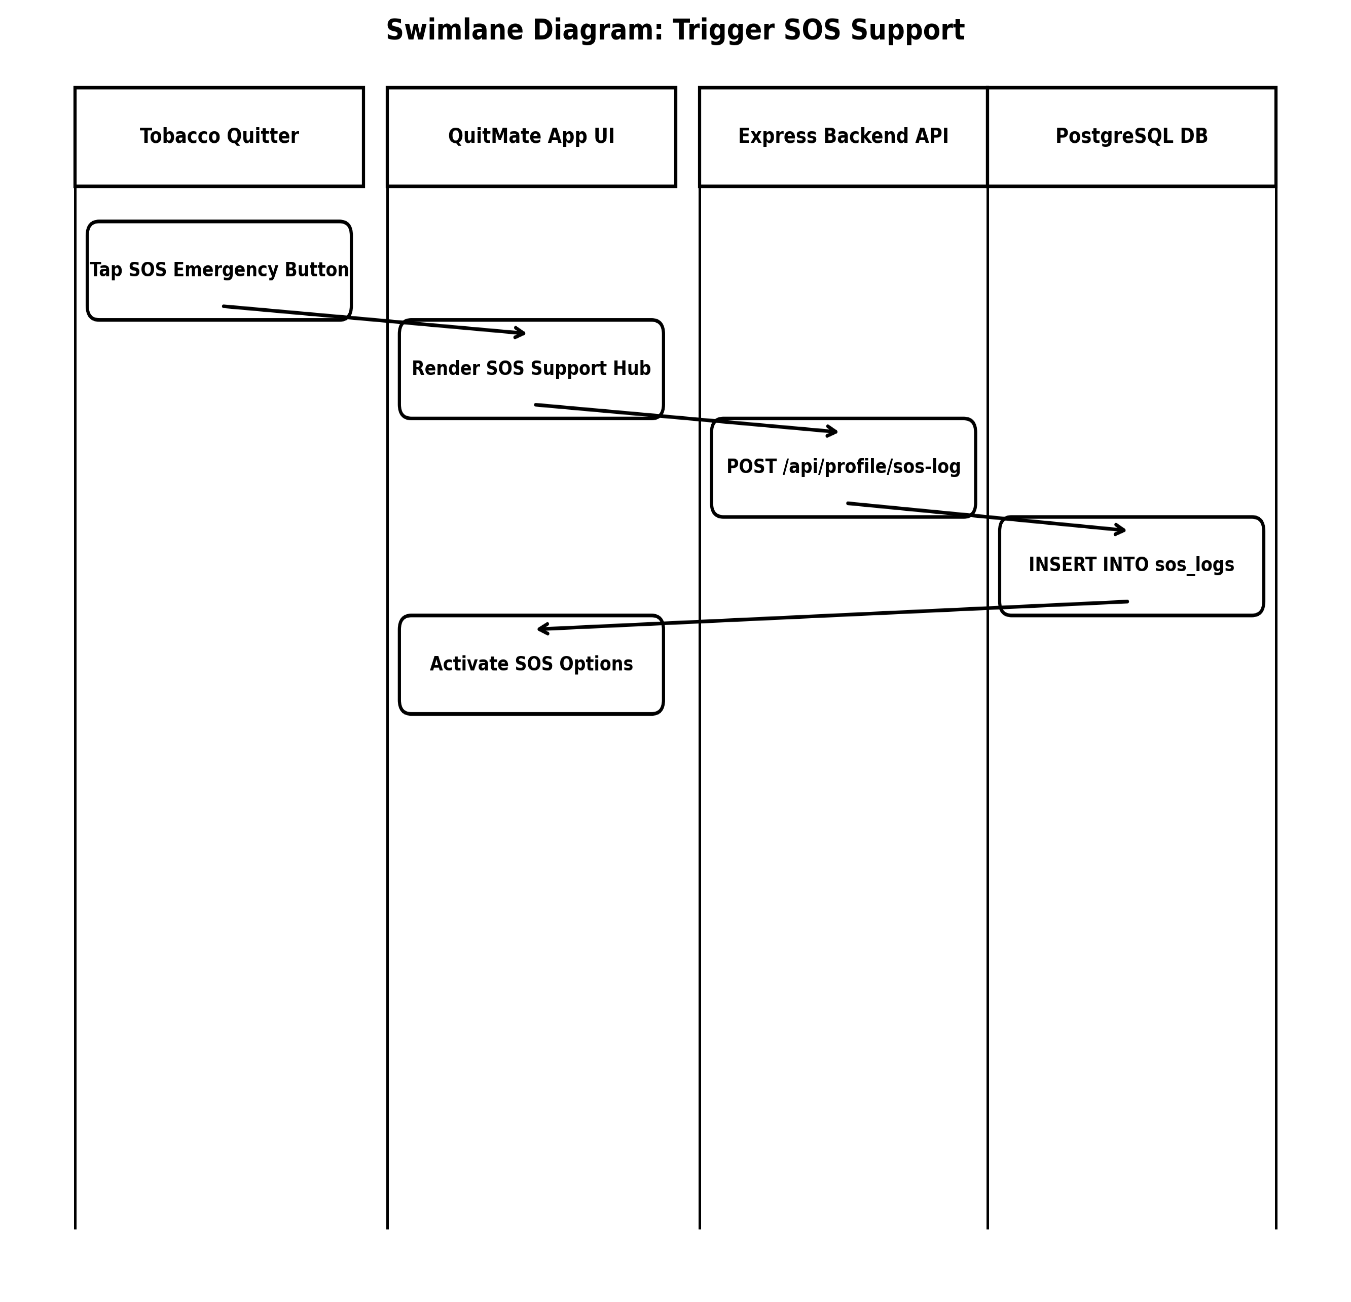 Swimlane Diagram: Trigger SOS Support
Tobacco Quitter
QuitMate App UI
Express Backend API
PostgreSQL DB
Tap SOS Emergency Button
Render SOS Support Hub
POST /api/profile/sos-log
INSERT INTO sos_logs
Activate SOS Options